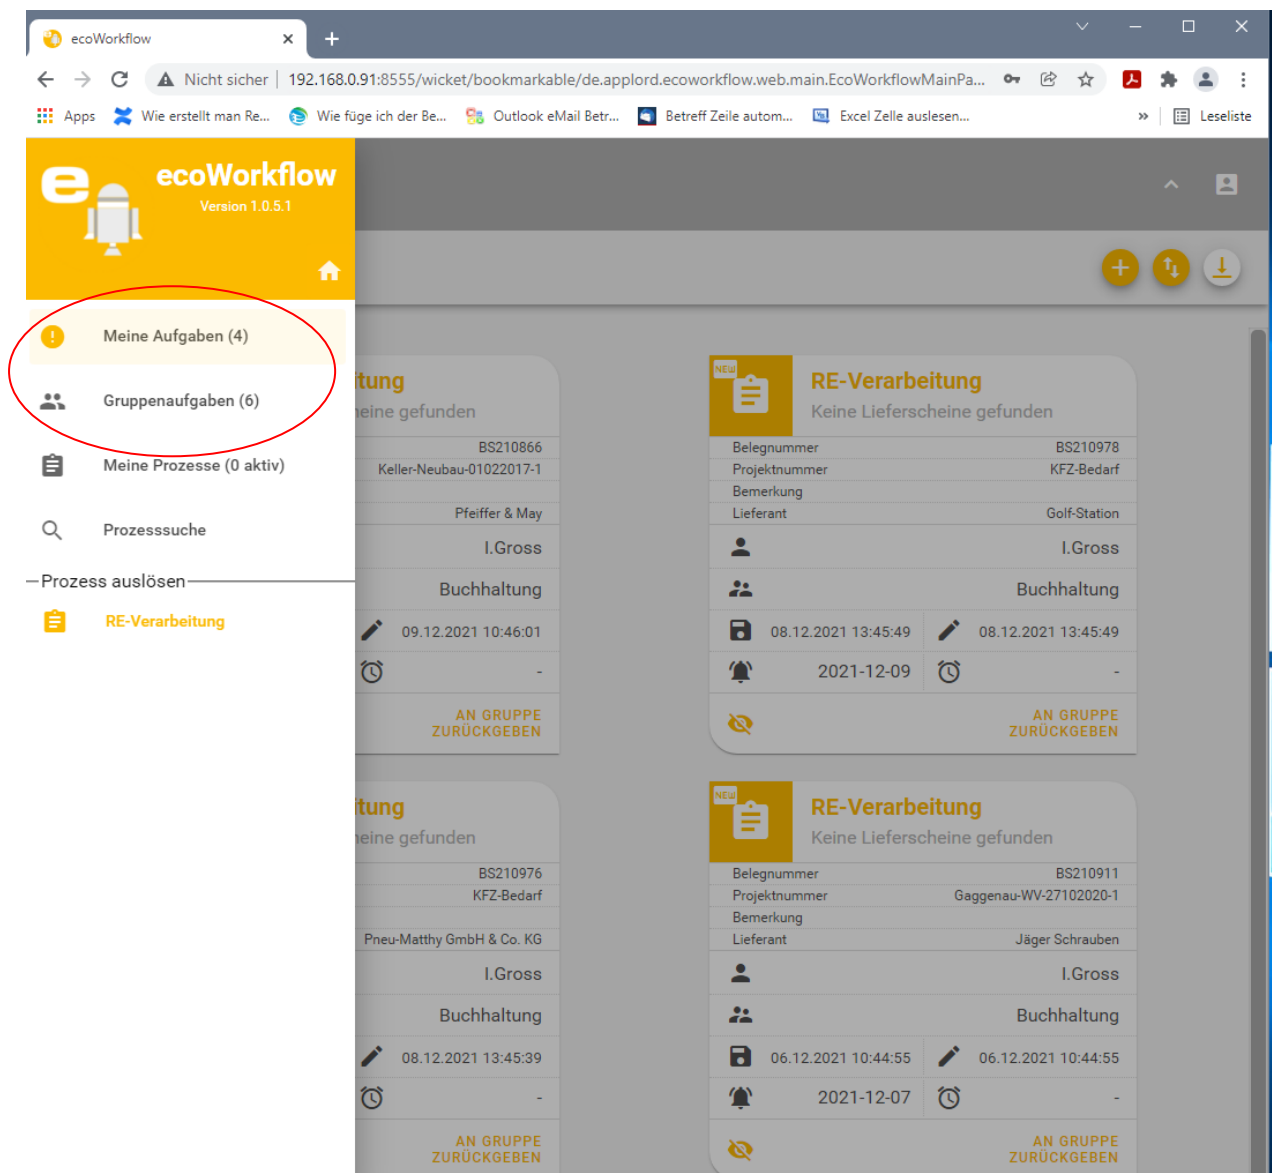 ecoWorkflow
Nicht sicher | 192.168.0.91:8555/wicket/bookmarkable/de.applord.ecoworkflow.web.main.EcoWorkflowMainPa...
Apps Wie erstellt man Re... Wie füge ich der Be... Outlook eMail Betr... Betreff Zeile autom... Excel Zelle auslesen... » Leseliste
e
ecoWorkflow
Version 1.0.5.1
Meine Aufgaben (4)
Gruppenaufgaben (6)
Meine Prozesse (0 aktiv)
Prozesssuche
Prozess auslösen
RE-Verarbeitung
itung
eine gefunden
BS210866
Keller-Neubau-01022017-1
Pfeiffer & May
I.Gross
Buchhaltung
09.12.2021 10:46:01
-
AN GRUPPE
ZURÜCKGEBEN
NEW
RE-Verarbeitung
Keine Lieferscheine gefunden
Belegnummer BS210978
Projektnummer KFZ-Bedarf
Bemerkung
Lieferant Golf-Station
I.Gross
Buchhaltung
08.12.2021 13:45:49 08.12.2021 13:45:49
2021-12-09 -
AN GRUPPE
ZURÜCKGEBEN
itung
eine gefunden
BS210976
KFZ-Bedarf
Pneu-Matthy GmbH & Co. KG
I.Gross
Buchhaltung
08.12.2021 13:45:39
-
AN GRUPPE
ZURÜCKGEBEN
NEW
RE-Verarbeitung
Keine Lieferscheine gefunden
Belegnummer BS210911
Projektnummer Gaggenau-WV-27102020-1
Bemerkung
Lieferant Jäger Schrauben
I.Gross
Buchhaltung
06.12.2021 10:44:55 06.12.2021 10:44:55
2021-12-07 -
AN GRUPPE
ZURÜCKGEBEN